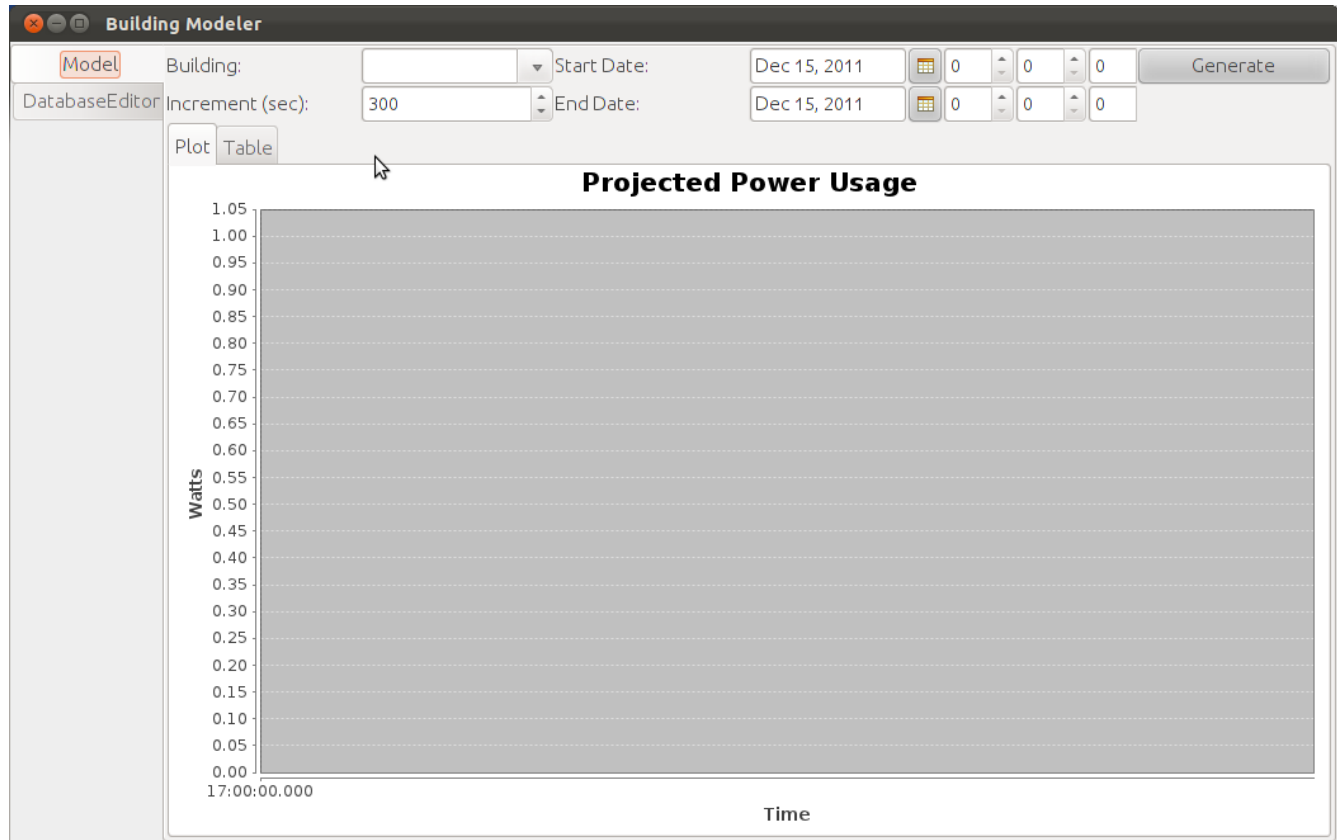 Building Modeler
Model
DatabaseEditor
Building:
Start Date:
Dec 15, 2011
0
0
0
Generate
Increment (sec):
300
End Date:
Dec 15, 2011
0
0
0
Plot
Table
Projected Power Usage
1.05
1.00
0.95
0.90
0.85
0.80
0.75
0.70
0.65
0.60
0.55
0.50
0.45
0.40
0.35
0.30
0.25
0.20
0.15
0.10
0.05
0.00
Watts
17:00:00.000
Time